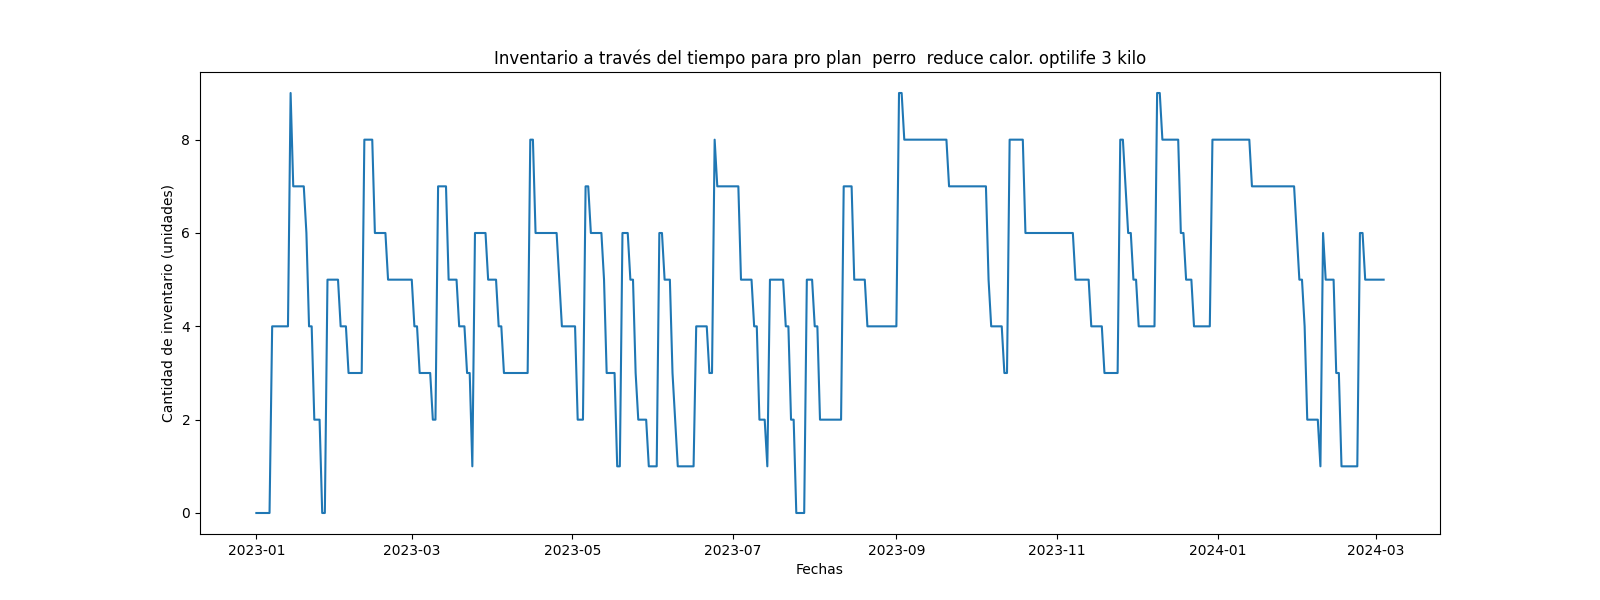 Inventario a través del tiempo para pro plan  perro  reduce calor. optilife 3 kilo
Cantidad de inventario (unidades)
8
6
4
2
0
2023-01 2023-03 2023-05 2023-07 2023-09 2023-11 2024-01 2024-03
Fechas